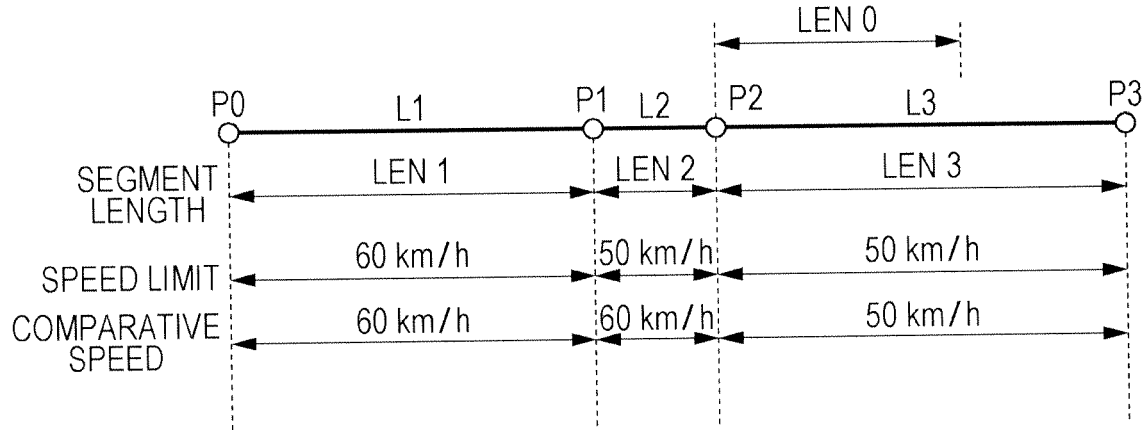 LEN 0
P0 L1 P1 L2 P2 L3 P3
SEGMENT LENGTH LEN 1 LEN 2 LEN 3
SPEED LIMIT 60 km/h 50 km/h 50 km/h
COMPARATIVE SPEED 60 km/h 60 km/h 50 km/h